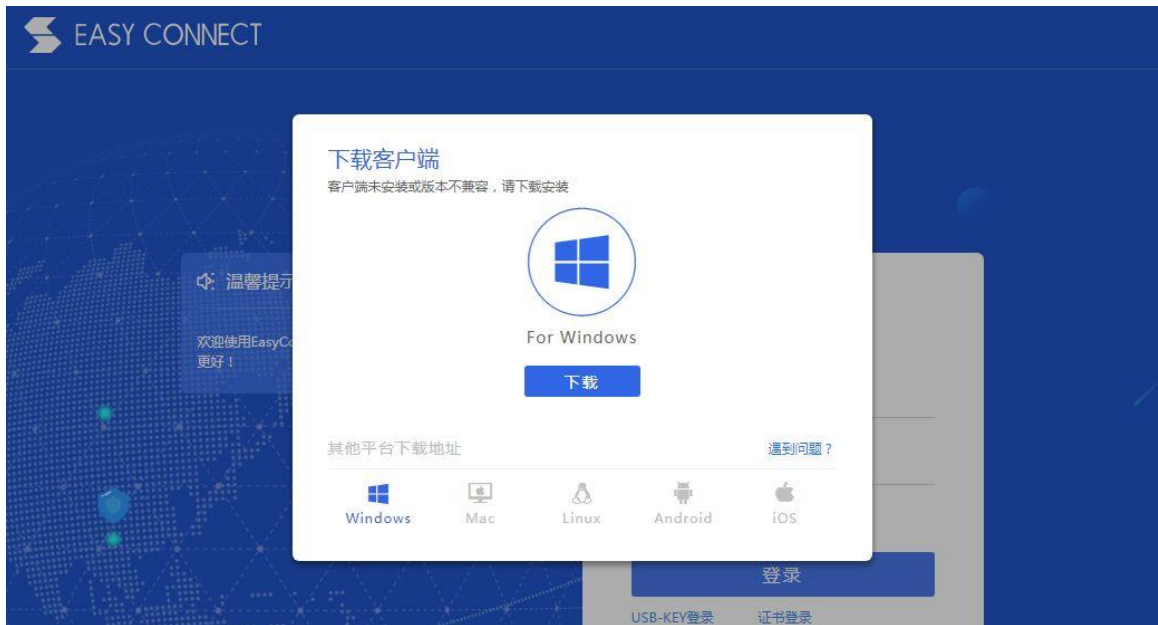 EASY CONNECT
下载客户端
客户端未安装或版本不兼容，请下载安装
温馨提示
欢迎使用EasyCo
更好！
For Windows
下载
其他平台下载地址
遇到问题？
Windows
Mac
Linux
Android
iOS
登录
USB-KEY登录
证书登录